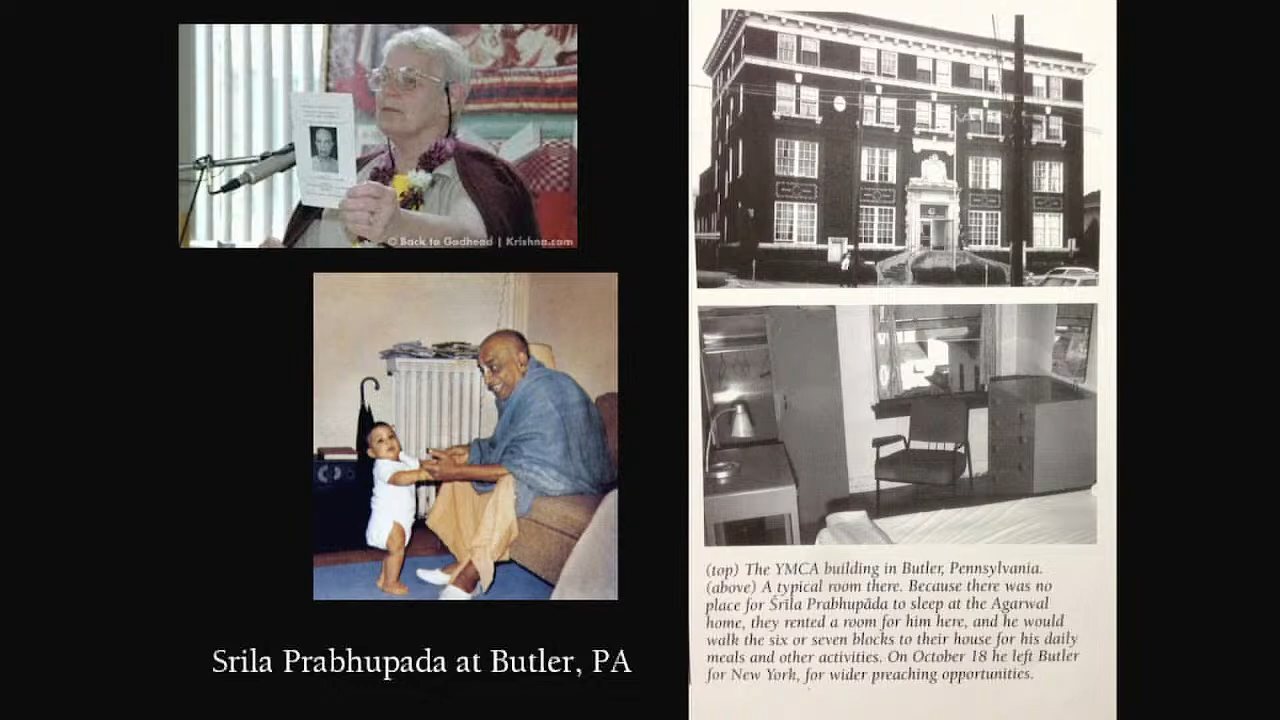 © Back to Godhead | Krishna.com
Srila Prabhupada at Butler, PA
(top) The YMCA building in Butler, Pennsylvania.
(above) A typical room there. Because there was no
place for Śrīla Prabhupāda to sleep at the Agarwal
home, they rented a room for him here, and he would
walk the six or seven blocks to their house for his daily
meals and other activities. On October 18 he left Butler
for New York, for wider preaching opportunities.